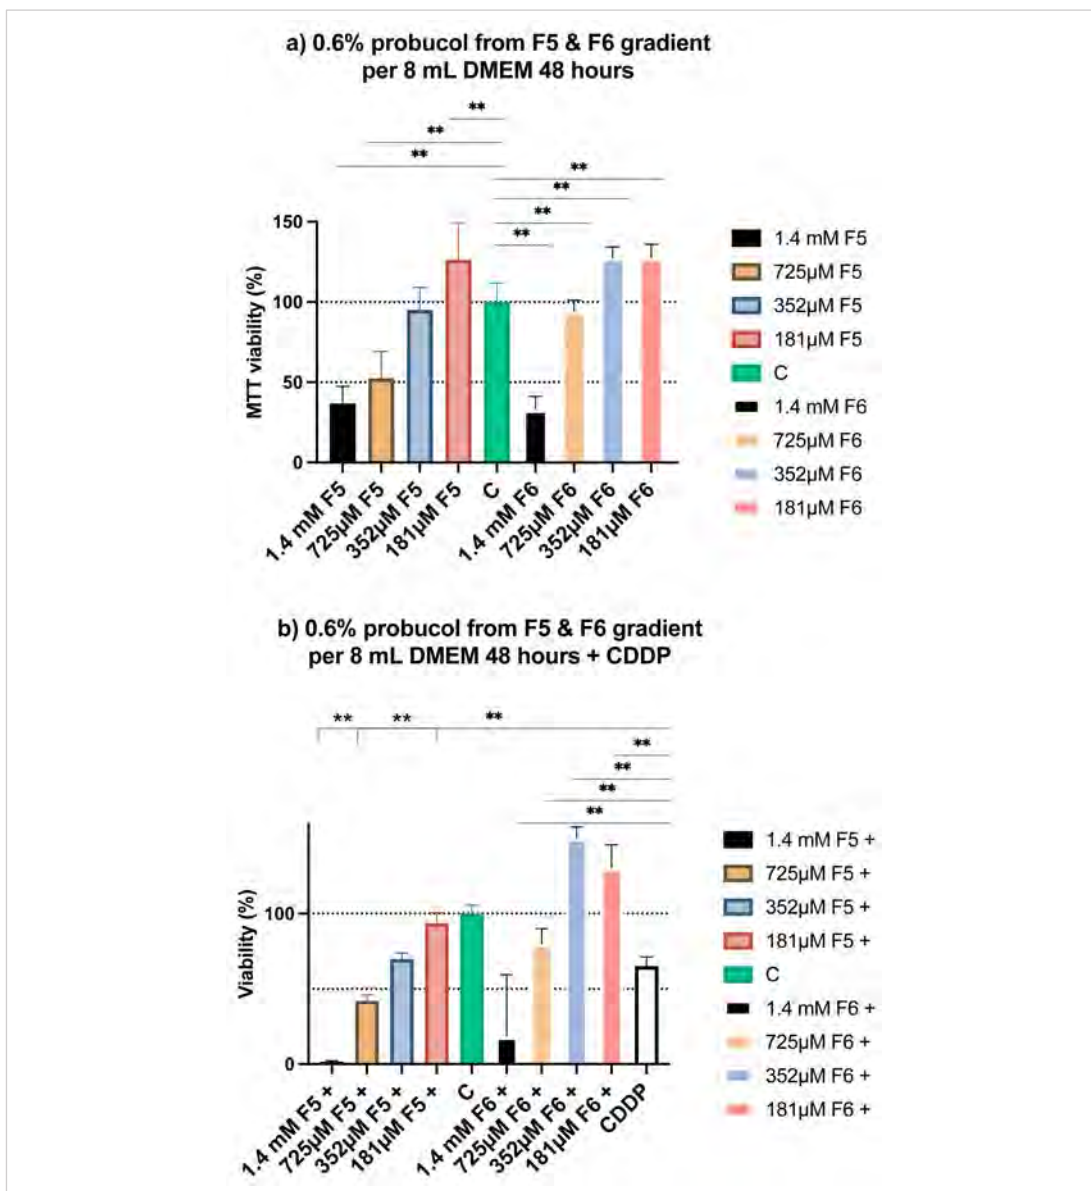 a) 0.6% probucol from F5 & F6 gradient
per 8 mL DMEM 48 hours
**
**
**
**
**
**
**
MTT viability (%)
150
100
50
0
1.4 mM F5
725µM F5
352µM F5
181µM F5
C
1.4 mM F6
725µM F6
352µM F6
181µM F6
1.4 mM F5
725µM F5
352µM F5
181µM F5
C
1.4 mM F6
725µM F6
352µM F6
181µM F6
b) 0.6% probucol from F5 & F6 gradient
per 8 mL DMEM 48 hours + CDDP
**
**
**
**
**
**
**
Viability (%)
100
0
1.4 mM F5 +
725µM F5 +
352µM F5 +
181µM F5 +
C
1.4 mM F6 +
725µM F6 +
352µM F6 +
181µM F6 +
CDDP
1.4 mM F5 +
725µM F5 +
352µM F5 +
181µM F5 +
C
1.4 mM F6 +
725µM F6 +
352µM F6 +
181µM F6 +